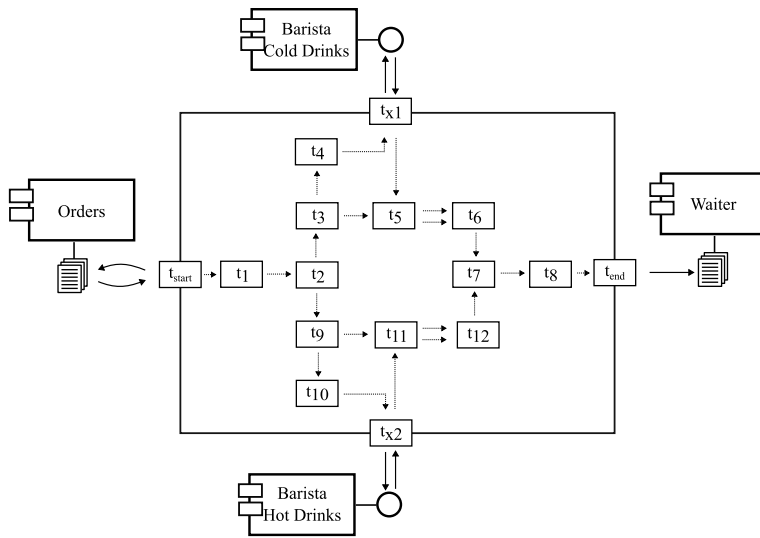 Barista
Cold Drinks
tx1
t4
Orders
t3
t5
t6
Waiter
tstart
t1
t2
t7
t8
tend
t9
t11
t12
t10
tx2
Barista
Hot Drinks